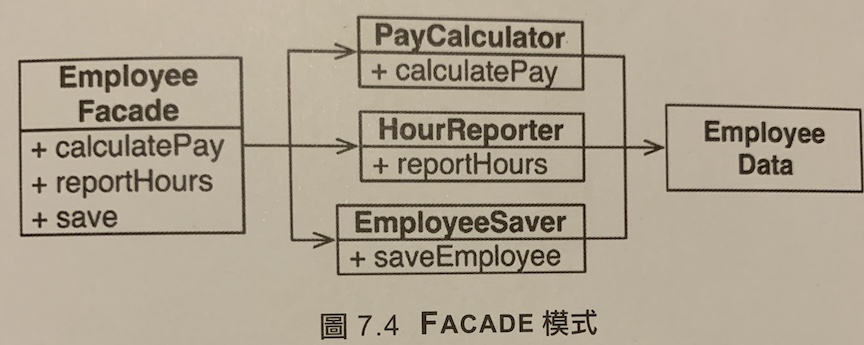 Employee
Facade
+ calculatePay
+ reportHours
+ save
PayCalculator
+ calculatePay
HourReporter
+ reportHours
EmployeeSaver
+ saveEmployee
Employee
Data
圖 7.4 FACADE 模式